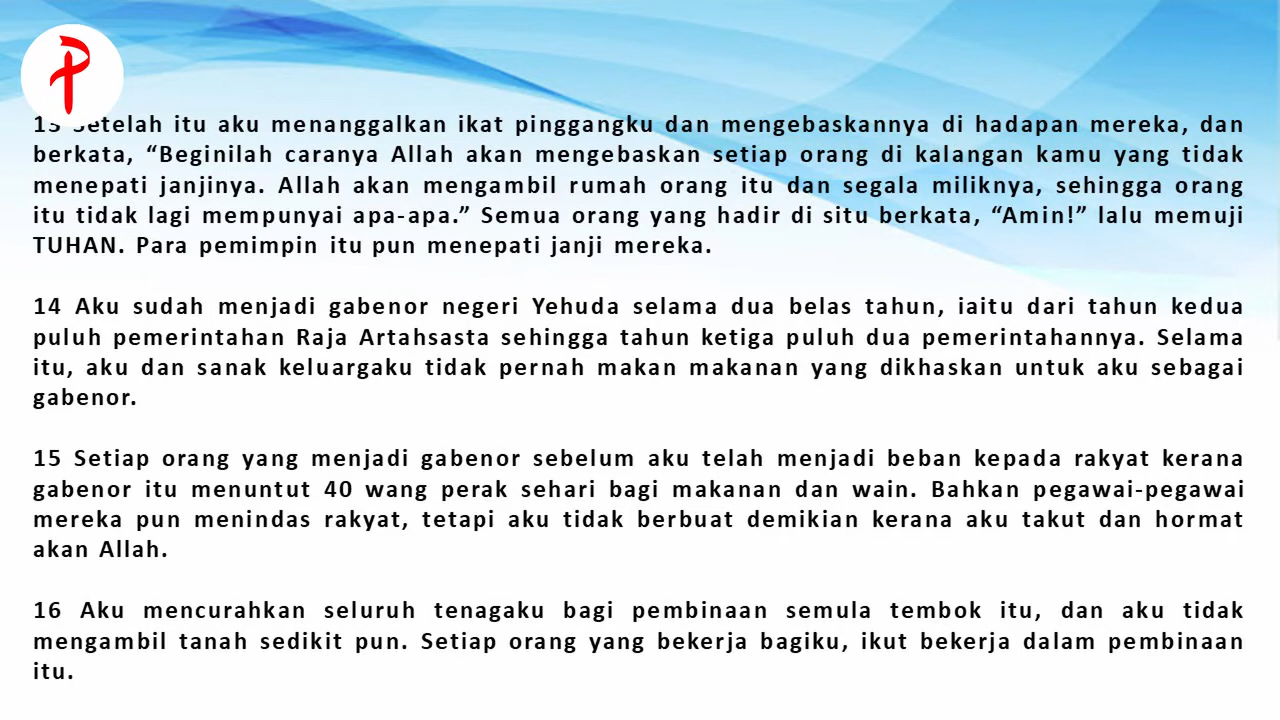 13 Setelah itu aku menanggalkan ikat pinggangku dan mengebaskannya di hadapan mereka, dan
berkata, “Beginilah caranya Allah akan mengebaskan setiap orang di kalangan kamu yang tidak
menepati janjinya. Allah akan mengambil rumah orang itu dan segala miliknya, sehingga orang
itu tidak lagi mempunyai apa-apa.” Semua orang yang hadir di situ berkata, “Amin!” lalu memuji
TUHAN. Para pemimpin itu pun menepati janji mereka.
14 Aku sudah menjadi gabenor negeri Yehuda selama dua belas tahun, iaitu dari tahun kedua
puluh pemerintahan Raja Artahsasta sehingga tahun ketiga puluh dua pemerintahannya. Selama
itu, aku dan sanak keluargaku tidak pernah makan makanan yang dikhaskan untuk aku sebagai
gabenor.
15 Setiap orang yang menjadi gabenor sebelum aku telah menjadi beban kepada rakyat kerana
gabenor itu menuntut 40 wang perak sehari bagi makanan dan wain. Bahkan pegawai-pegawai
mereka pun menindas rakyat, tetapi aku tidak berbuat demikian kerana aku takut dan hormat
akan Allah.
16 Aku mencurahkan seluruh tenagaku bagi pembinaan semula tembok itu, dan aku tidak
mengambil tanah sedikit pun. Setiap orang yang bekerja bagiku, ikut bekerja dalam pembinaan
itu.